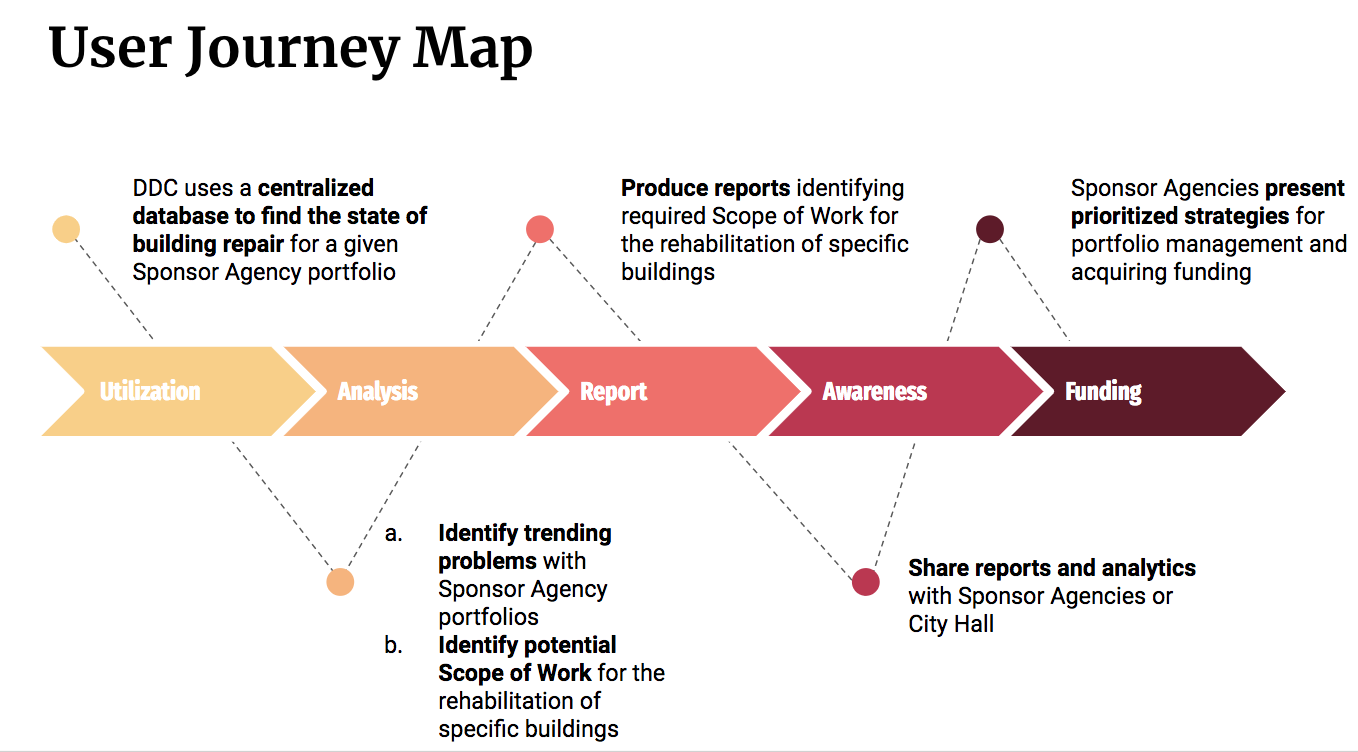 User Journey Map
DDC uses a centralized
database to find the state of
building repair for a given
Sponsor Agency portfolio
Produce reports identifying
required Scope of Work for
the rehabilitation of specific
buildings
Sponsor Agencies present
prioritized strategies for
portfolio management and
acquiring funding
Utilization
Analysis
Report
Awareness
Funding
a. Identify trending
problems with
Sponsor Agency
portfolios
b. Identify potential
Scope of Work for the
rehabilitation of
specific buildings
Share reports and analytics
with Sponsor Agencies or
City Hall